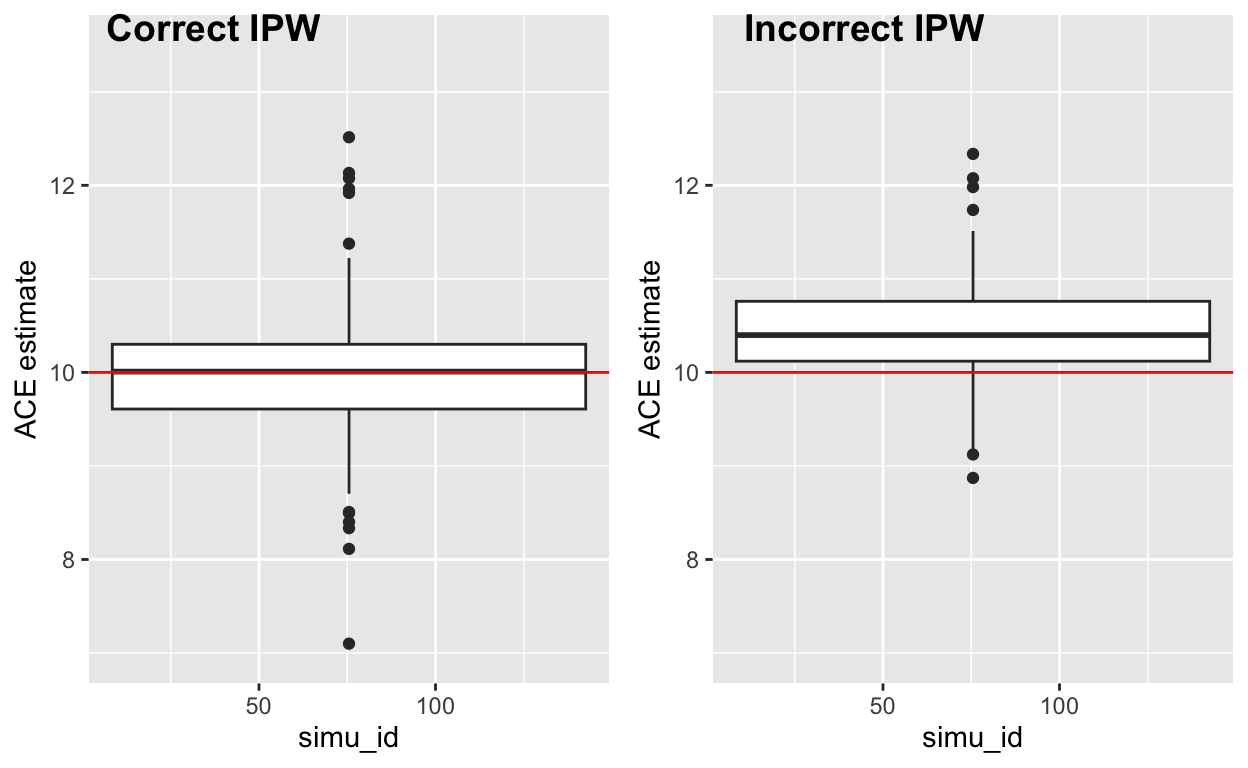 Correct IPW
12
10
8
ACE estimate
50 100
simu_id
Incorrect IPW
12
10
8
ACE estimate
50 100
simu_id